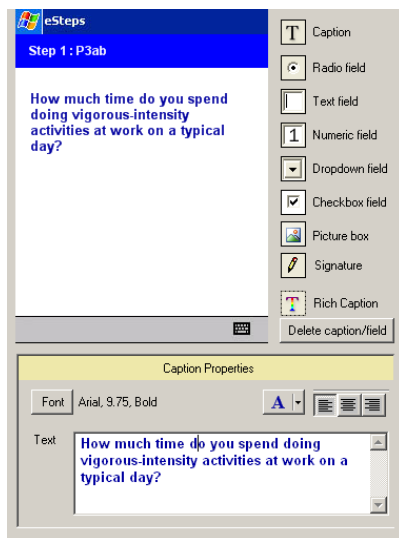 eSteps
Step 1 : P3ab
How much time do you spend
doing vigorous-intensity
activities at work on a typical
day?
T Caption
Radio field
Text field
1 Numeric field
Dropdown field
Checkbox field
Picture box
Signature
T Rich Caption
Delete caption/field
Caption Properties
Font Arial, 9.75, Bold A
Text
How much time do you spend doing
vigorous-intensity activities at work on a
typical day?